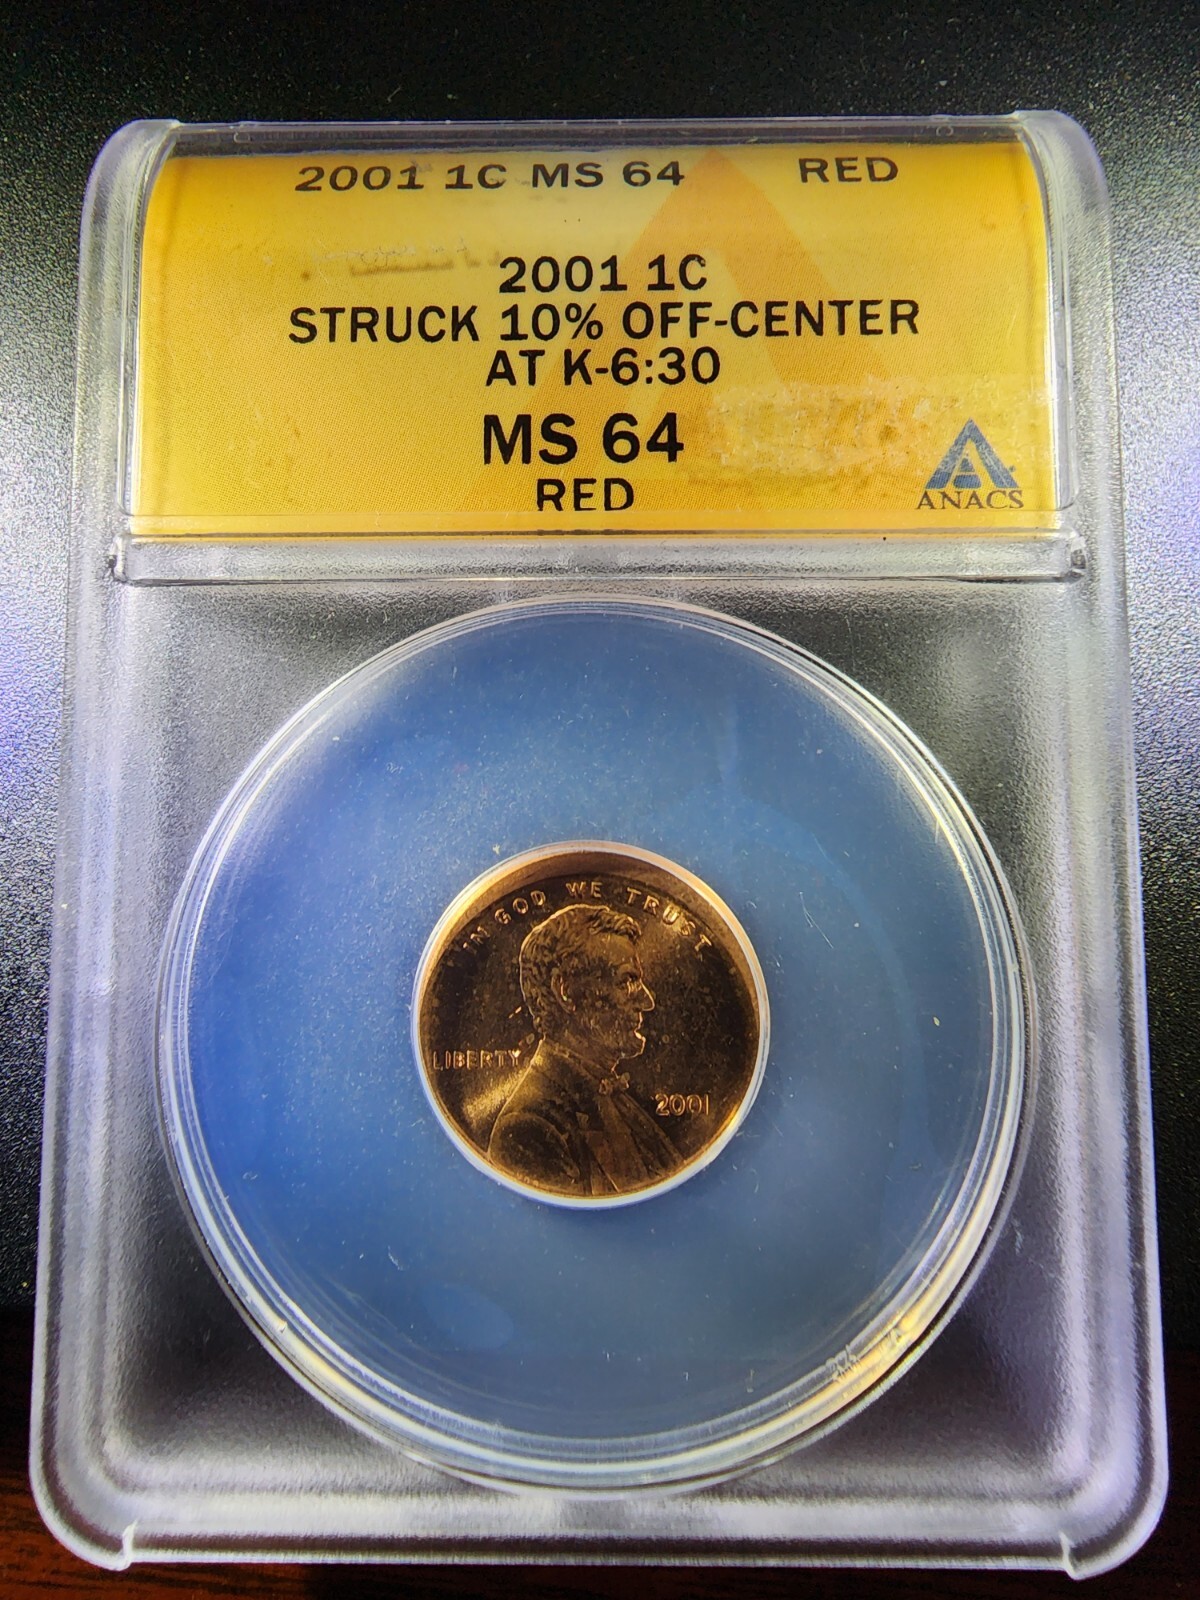 2001 1C MS 64 RED
2001 1C
STRUCK 10% OFF-CENTER
AT K-6:30
MS 64
RED
ANACS
IN GOD WE TRUST
LIBERTY
2001